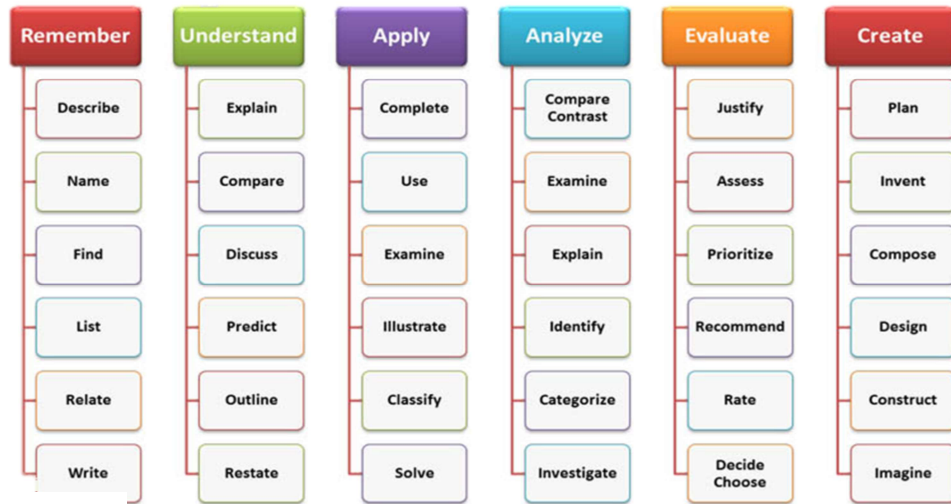 Remember Understand Apply Analyze Evaluate Create
Describe Explain Complete Compare Justify Plan
Contrast
Name Compare Use Examine Assess Invent
Find Discuss Examine Explain Prioritize Compose
List Predict Illustrate Identify Recommend Design
Relate Outline Classify Categorize Rate Construct
Write Restate Solve Investigate Decide Imagine
Choose